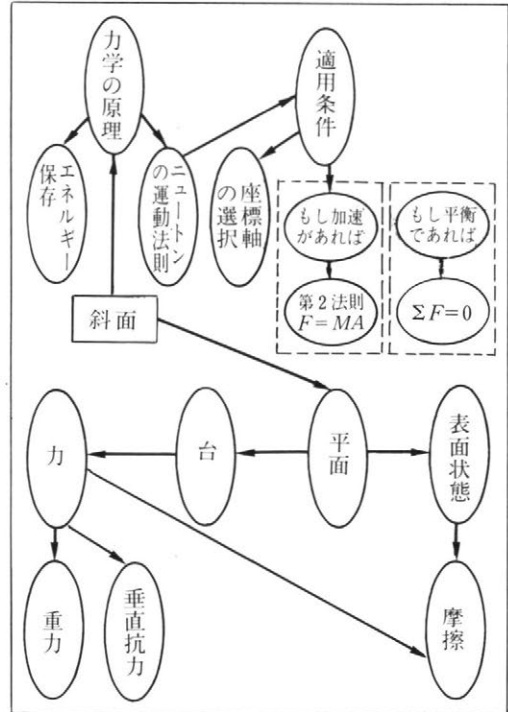 力学の原理
適用条件
エネルギー
保存
ニュートン
の運動法則
座標軸
の選択
もし加速
があれば
もし平衡
であれば
第2法則
F=MA
ΣF=0
斜面
力
台
平面
表面状態
重力
垂直抗力
摩擦